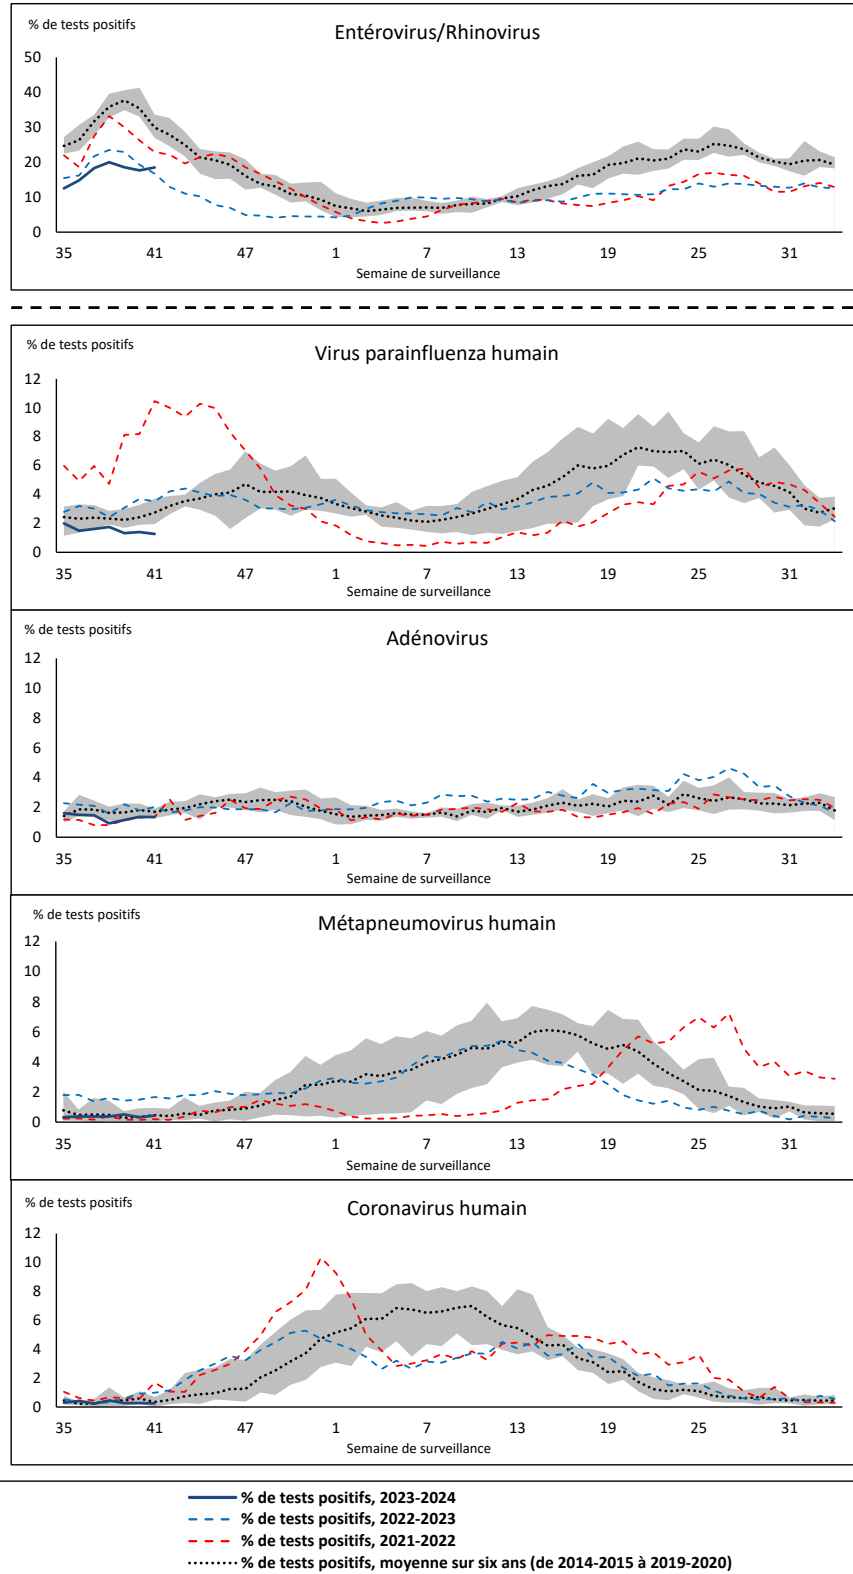 % de tests positifs
Entérovirus/Rhinovirus
50
40
30
20
10
0
35 41 47 1 7 13 19 25 31
Semaine de surveillance
% de tests positifs
Virus parainfluenza humain
12
10
8
6
4
2
0
35 41 47 1 7 13 19 25 31
Semaine de surveillance
% de tests positifs
Adénovirus
12
10
8
6
4
2
0
35 41 47 1 7 13 19 25 31
Semaine de surveillance
% de tests positifs
Métapneumovirus humain
12
10
8
6
4
2
0
35 41 47 1 7 13 19 25 31
Semaine de surveillance
% de tests positifs
Coronavirus humain
12
10
8
6
4
2
0
35 41 47 1 7 13 19 25 31
Semaine de surveillance
% de tests positifs, 2023-2024
% de tests positifs, 2022-2023
% de tests positifs, 2021-2022
% de tests positifs, moyenne sur six ans (de 2014-2015 à 2019-2020)